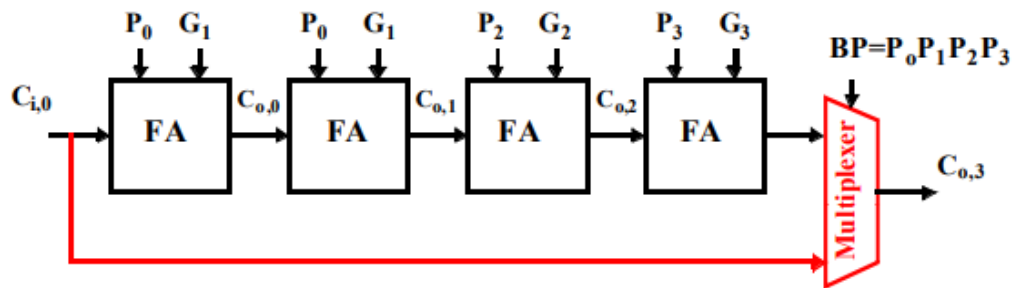 P₀ G₁ P₀ G₁ P₂ G₂ P₃ G₃
BP=PₒP₁P₂P₃
Cᵢ,₀ FA Cₒ,₀ FA Cₒ,₁ FA Cₒ,₂ FA Multiplexer Cₒ,₃